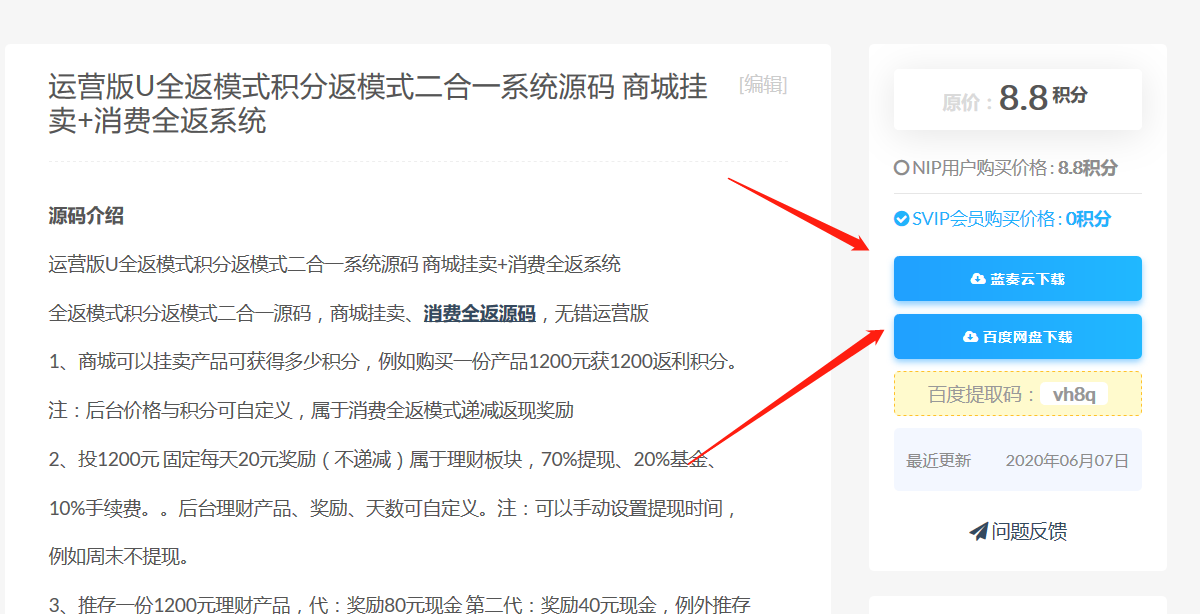 运营版U全返模式积分返模式二合一系统源码 商城挂
卖+消费全返系统
[编辑]
源码介绍
运营版U全返模式积分返模式二合一系统源码 商城挂卖+消费全返系统
全返模式积分返模式二合一源码，商城挂卖、消费全返源码，无错运营版
1、商城可以挂卖产品可获得多少积分，例如购买一份产品1200元获1200返利积分。
注：后台价格与积分可自定义，属于消费全返模式递减返现奖励
2、投1200元 固定每天20元奖励（不递减）属于理财板块，70%提现、20%基金、
10%手续费。。后台理财产品、奖励、天数可自定义。注：可以手动设置提现时间，
例如周末不提现。
3、推存一份1200元理财产品，代：奖励80元现金 第二代：奖励40元现金，例外推存
原价：8.8积分
NIP用户购买价格：8.8积分
SVIP会员购买价格：0积分
蓝奏云下载
百度网盘下载
百度提取码：vh8q
最近更新 2020年06月07日
问题反馈